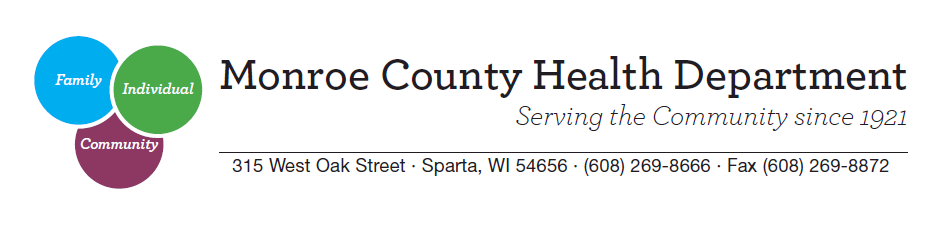 Family
Individual
Community
Monroe County Health Department
Serving the Community since 1921
315 West Oak Street · Sparta, WI 54656 · (608) 269-8666 · Fax (608) 269-8872